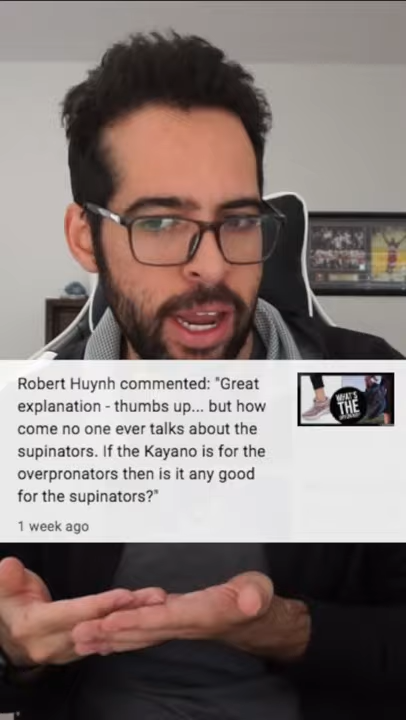 Robert Huynh commented: "Great
explanation - thumbs up... but how
come no one ever talks about the
supinators. If the Kayano is for the
overpronators then is it any good
for the supinators?"
1 week ago
WHAT'S
THE